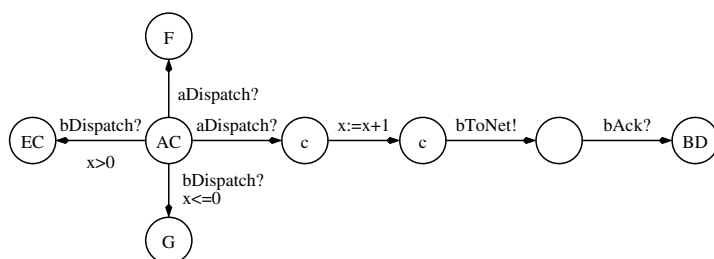 F
aDispatch?
bDispatch?
aDispatch?
x:=x+1
bToNet!
bAck?
EC
AC
c
c
BD
x>0
bDispatch?
x<=0
G